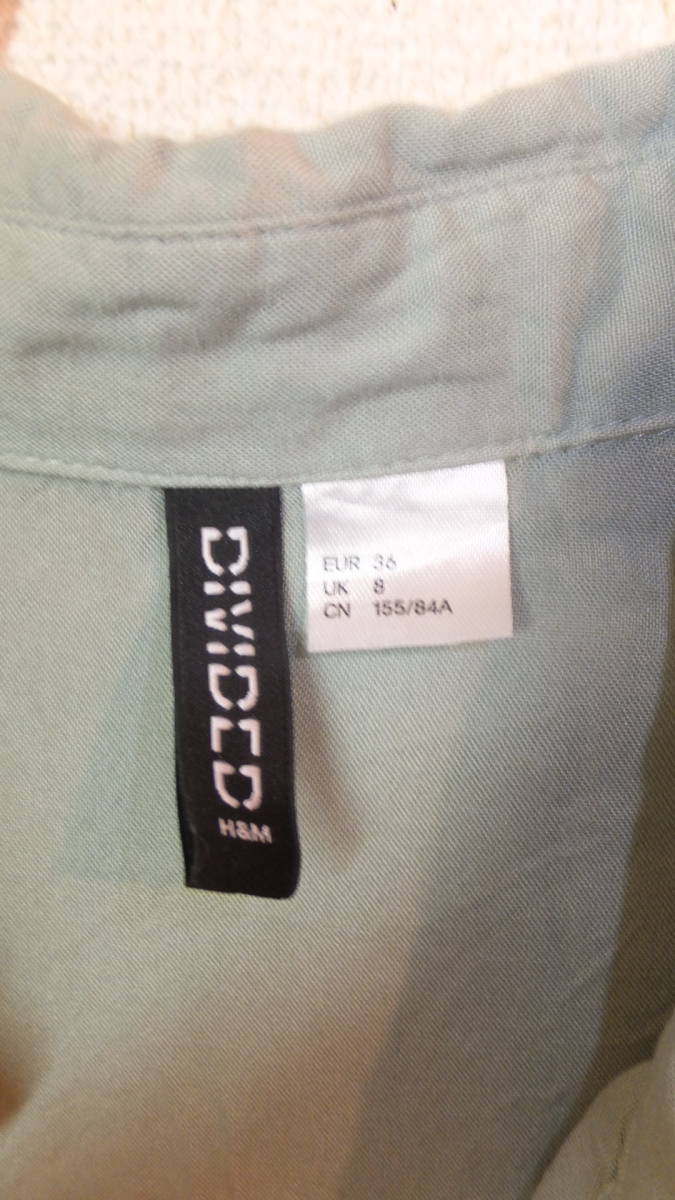 DIVIDED
H&M
EUR 36
UK 8
CN 155/84A